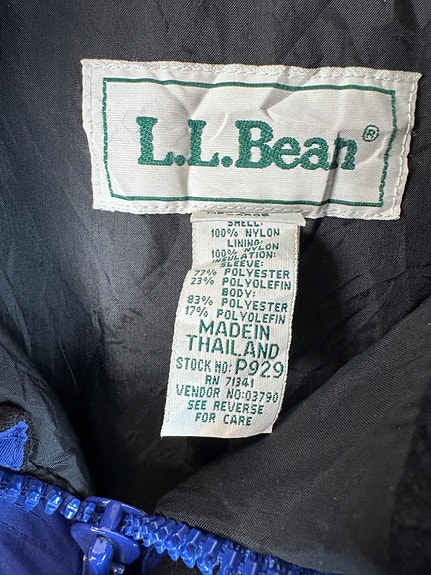 L.L.Bean®
SHELL:
100% NYLON
LINING:
100% NYLON
INSULATION:
SLEEVE:
77% POLYESTER
23% POLYOLEFIN
BODY:
83% POLYESTER
17% POLYOLEFIN
MADE IN
THAILAND
STOCK NO: P929
RN 71341
VENDOR NO:03790
SEE REVERSE
FOR CARE